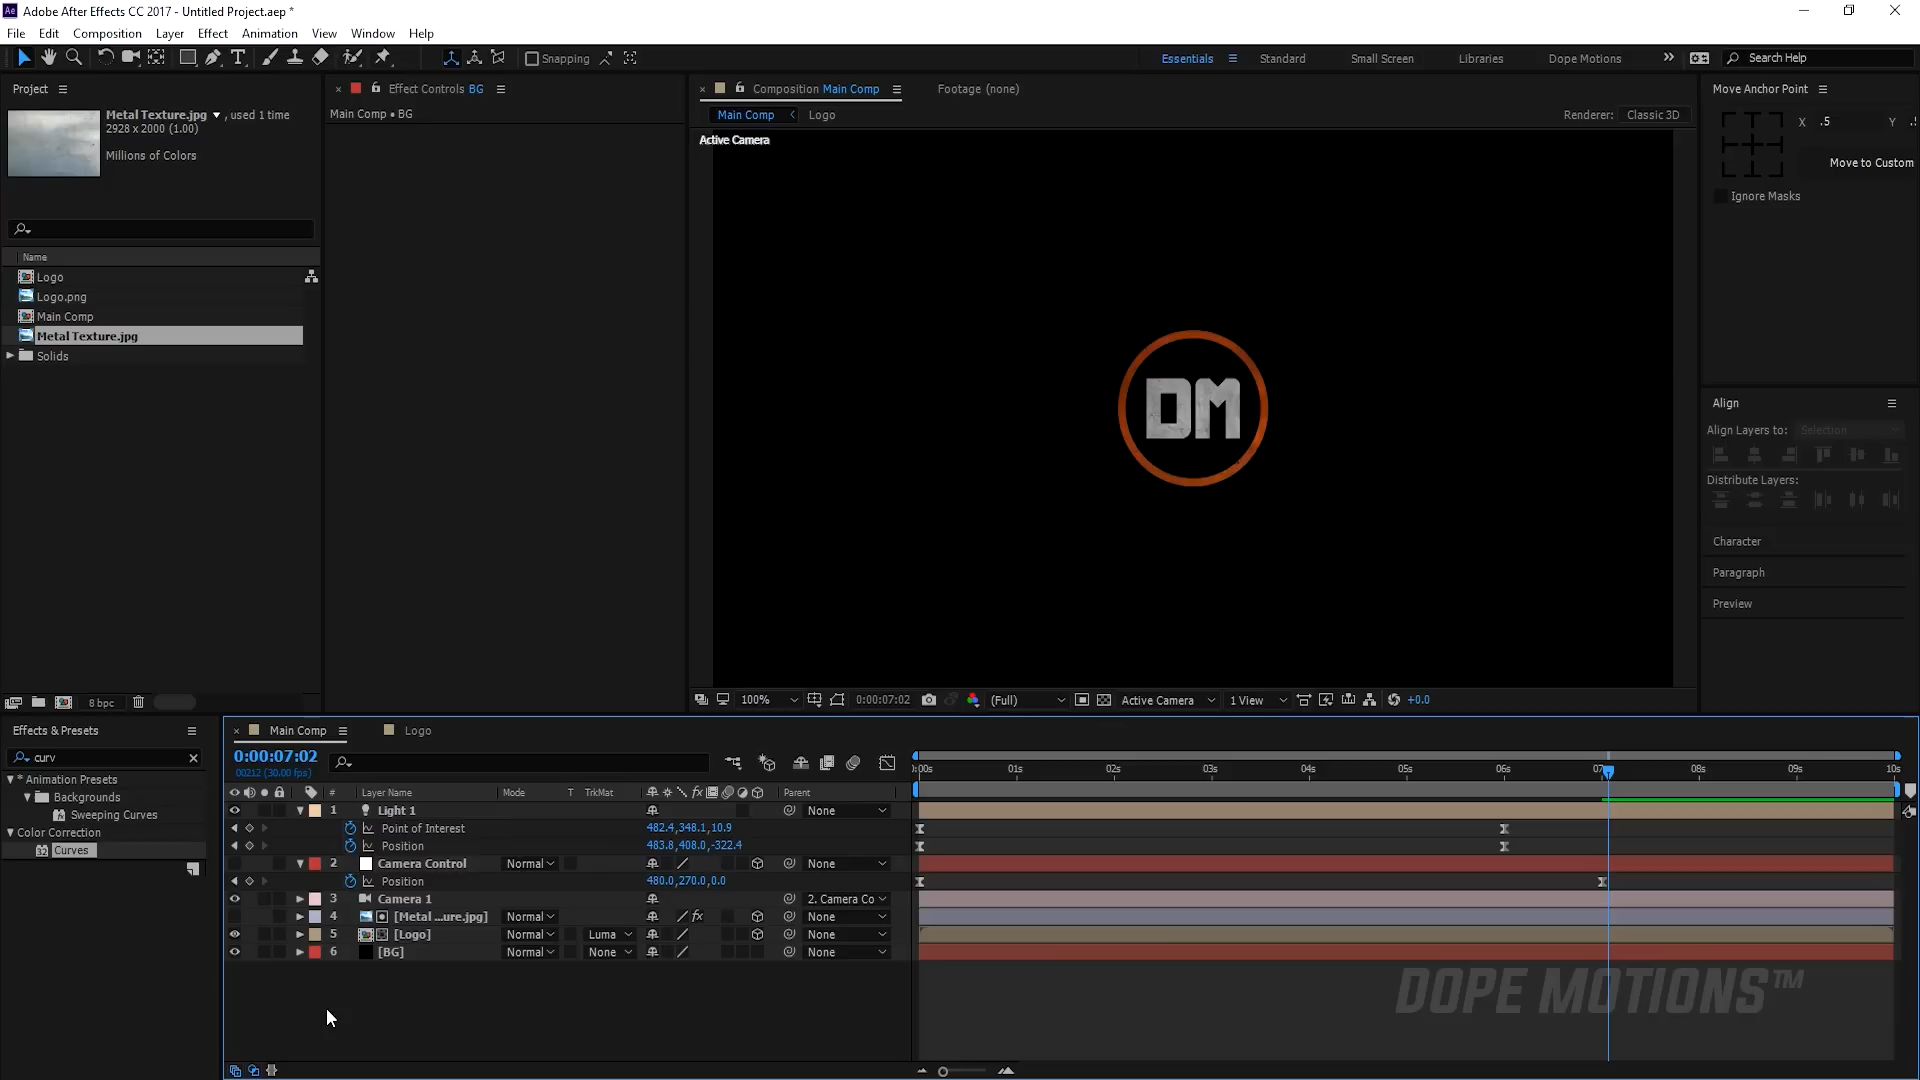 Adobe After Effects CC 2017 - Untitled Project.aep *
File Edit Composition Layer Effect Animation View Window Help
Snapping
Essentials Standard Small Screen Libraries Dope Motions Search Help
Project
Metal Texture.jpg , used 1 time
2928 x 2000 (1.00)
Millions of Colors
Name
Logo
Logo.png
Main Comp
Metal Texture.jpg
Solids
8 bpc
Effect Controls BG
Main Comp • BG
Composition Main Comp
Footage (none)
Main Comp Logo
Renderer: Classic 3D
Active Camera
DM
100% 0:00:07:02 (Full) Active Camera 1 View +0.0
Move Anchor Point
X .5 Y
Move to Custom
Ignore Masks
Align
Align Layers to: Selection
Distribute Layers:
Character
Paragraph
Preview
Effects & Presets
curv
* Animation Presets
Backgrounds
Sweeping Curves
Color Correction
32 Curves
Main Comp Logo
0:00:07:02
00212 (30.00 fps)
# Layer Name Mode T TrkMat fx Parent
:00s 01s 02s 03s 04s 05s 06s 07 08s 09s 10s
1 Light 1 None
Point of Interest 482.4,348.1,10.9
Position 483.8,408.0,-322.4
2 Camera Control Normal None
Position 480.0,270.0,0.0
3 Camera 1 2. Camera Co
4 [Metal ...ure.jpg] Normal fx None
5 [Logo] Normal Luma None
6 [BG] Normal None None
DOPE MOTIONS™